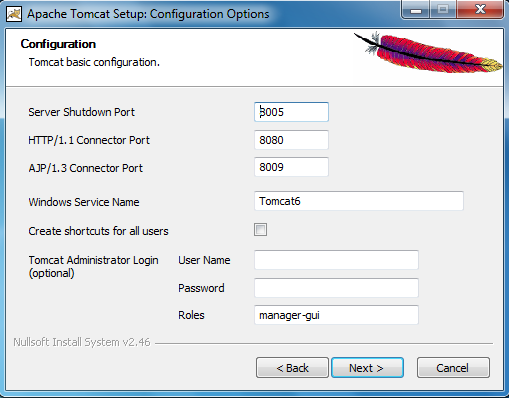 Apache Tomcat Setup: Configuration Options
Configuration
Tomcat basic configuration.
Server Shutdown Port 8005
HTTP/1.1 Connector Port 8080
AJP/1.3 Connector Port 8009
Windows Service Name Tomcat6
Create shortcuts for all users
Tomcat Administrator Login User Name
(optional)
Password
Roles manager-gui
Nullsoft Install System v2.46
< Back Next > Cancel